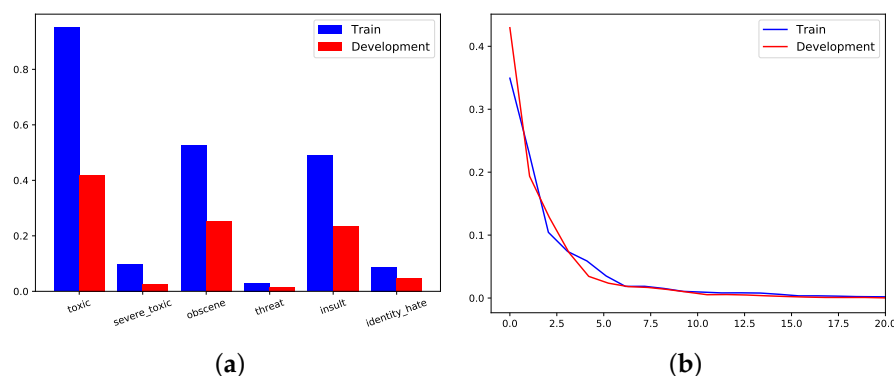 Train
Development
0.8
0.6
0.4
0.2
0.0
toxic
severe_toxic
obscene
threat
insult
identity_hate
(a)
Train
Development
0.4
0.3
0.2
0.1
0.0
0.0 2.5 5.0 7.5 10.0 12.5 15.0 17.5 20.0
(b)